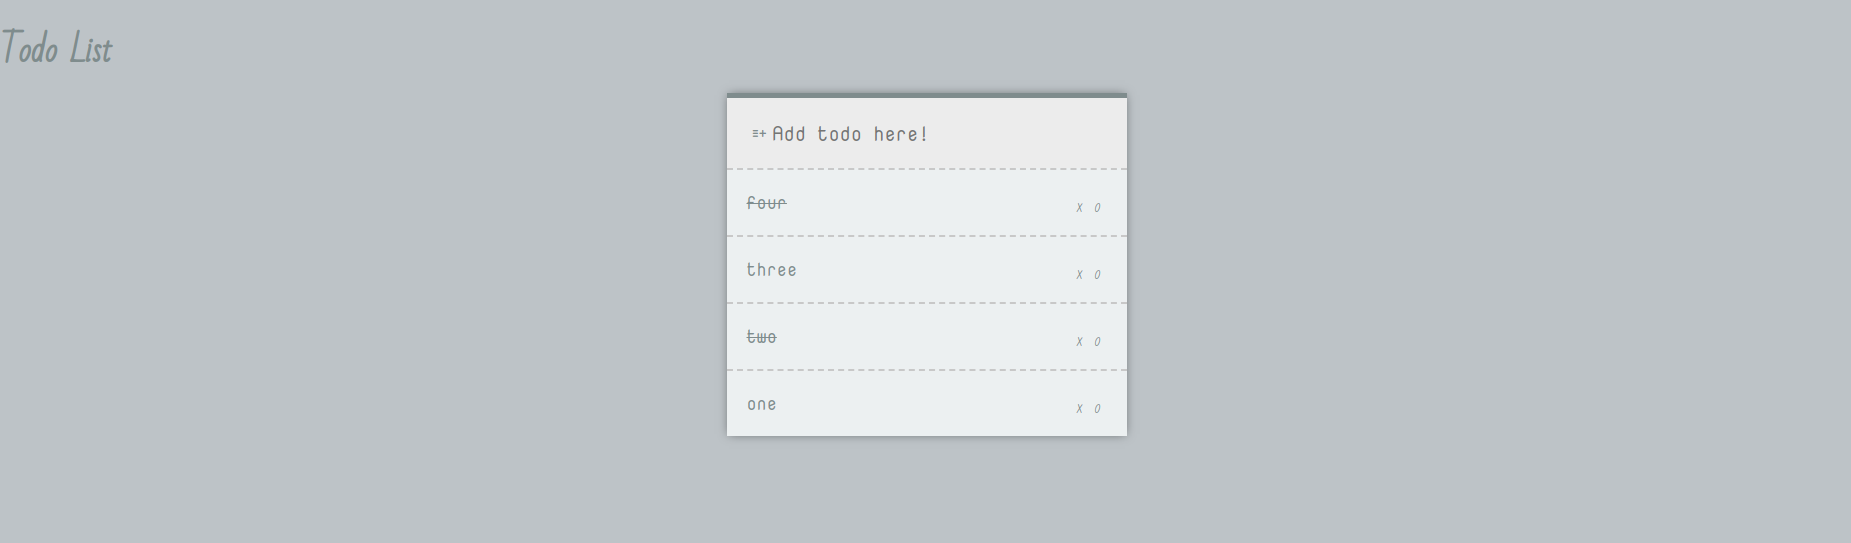 Todo List
Add todo here!
four
x o
three
x o
two
x o
one
x o